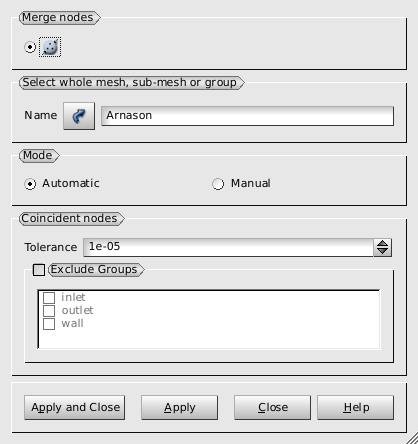 Merge nodes
Select whole mesh, sub-mesh or group
Name Arnason
Mode
Automatic Manual
Coincident nodes
Tolerance 1e-05
Exclude Groups
inlet
outlet
wall
Apply and Close Apply Close Help